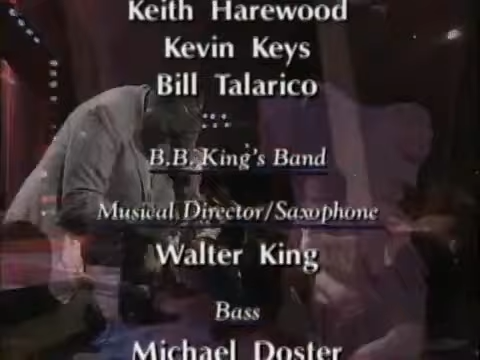 Keith Harewood
Kevin Keys
Bill Talarico
B.B. King's Band
Musical Director/Saxophone
Walter King
Bass
Michael Doster